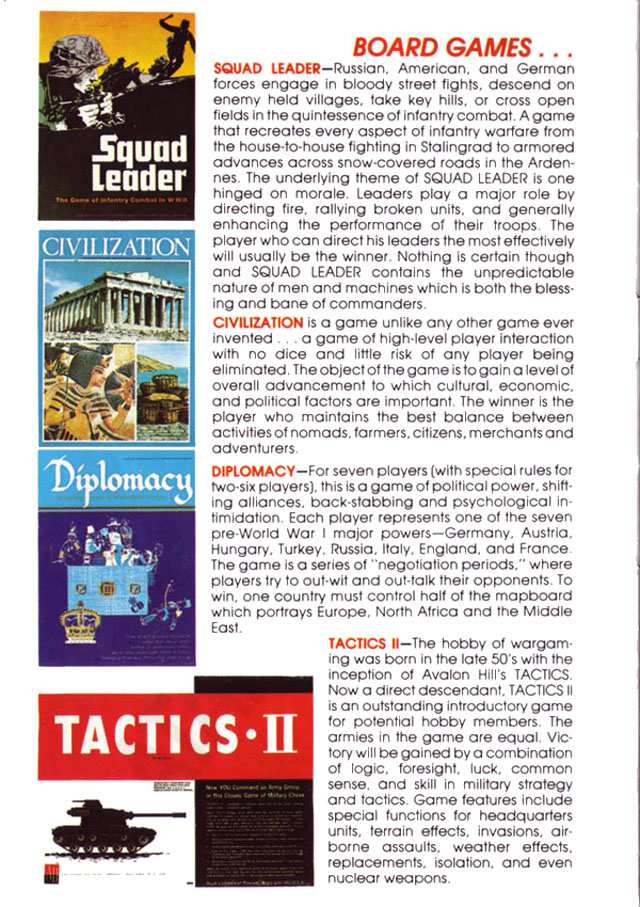 BOARD GAMES . . .
SQUAD LEADER—Russian, American, and German
forces engage in bloody street fights, descend on
enemy held villages, take key hills, or cross open
fields in the quintessence of infantry combat. A game
that recreates every aspect of infantry warfare from
the house-to-house fighting in Stalingrad to armored
advances across snow-covered roads in the Arden-
nes. The underlying theme of SQUAD LEADER is one
hinged on morale. Leaders play a major role by
directing fire, rallying broken units, and generally
enhancing the performance of their troops. The
player who can direct his leaders the most effectively
will usually be the winner. Nothing is certain though
and SQUAD LEADER contains the unpredictable
nature of men and machines which is both the bless-
ing and bane of commanders.
CIVILIZATION is a game unlike any other game ever
invented . . . a game of high-level player interaction
with no dice and little risk of any player being
eliminated. The object of the game is to gain a level of
overall advancement to which cultural, economic,
and political factors are important. The winner is the
player who maintains the best balance between
activities of nomads, farmers, citizens, merchants and
adventurers.
DIPLOMACY—For seven players (with special rules for
two-six players), this is a game of political power, shift-
ing alliances, back-stabbing and psychological in-
timidation. Each player represents one of the seven
pre-World War I major powers—Germany, Austria,
Hungary, Turkey, Russia, Italy, England, and France.
The game is a series of "negotiation periods," where
players try to out-wit and out-talk their opponents. To
win, one country must control half of the mapboard
which portrays Europe, North Africa and the Middle
East.
TACTICS II—The hobby of wargam-
ing was born in the late 50's with the
inception of Avalon Hill's TACTICS.
Now a direct descendant, TACTICS II
is an outstanding introductory game
for potential hobby members. The
armies in the game are equal. Vic-
tory will be gained by a combination
of logic, foresight, luck, common
sense, and skill in military strategy
and tactics. Game features include
special functions for headquarters
units, terrain effects, invasions, air-
borne assaults, weather effects,
replacements, isolation, and even
nuclear weapons.
Squad
Leader
The Game of Infantry Combat in WWII
CIVILIZATION
Diplomacy
TACTICS • II
Now YOU Command an Army Group
in this Classic Game of Military Chess